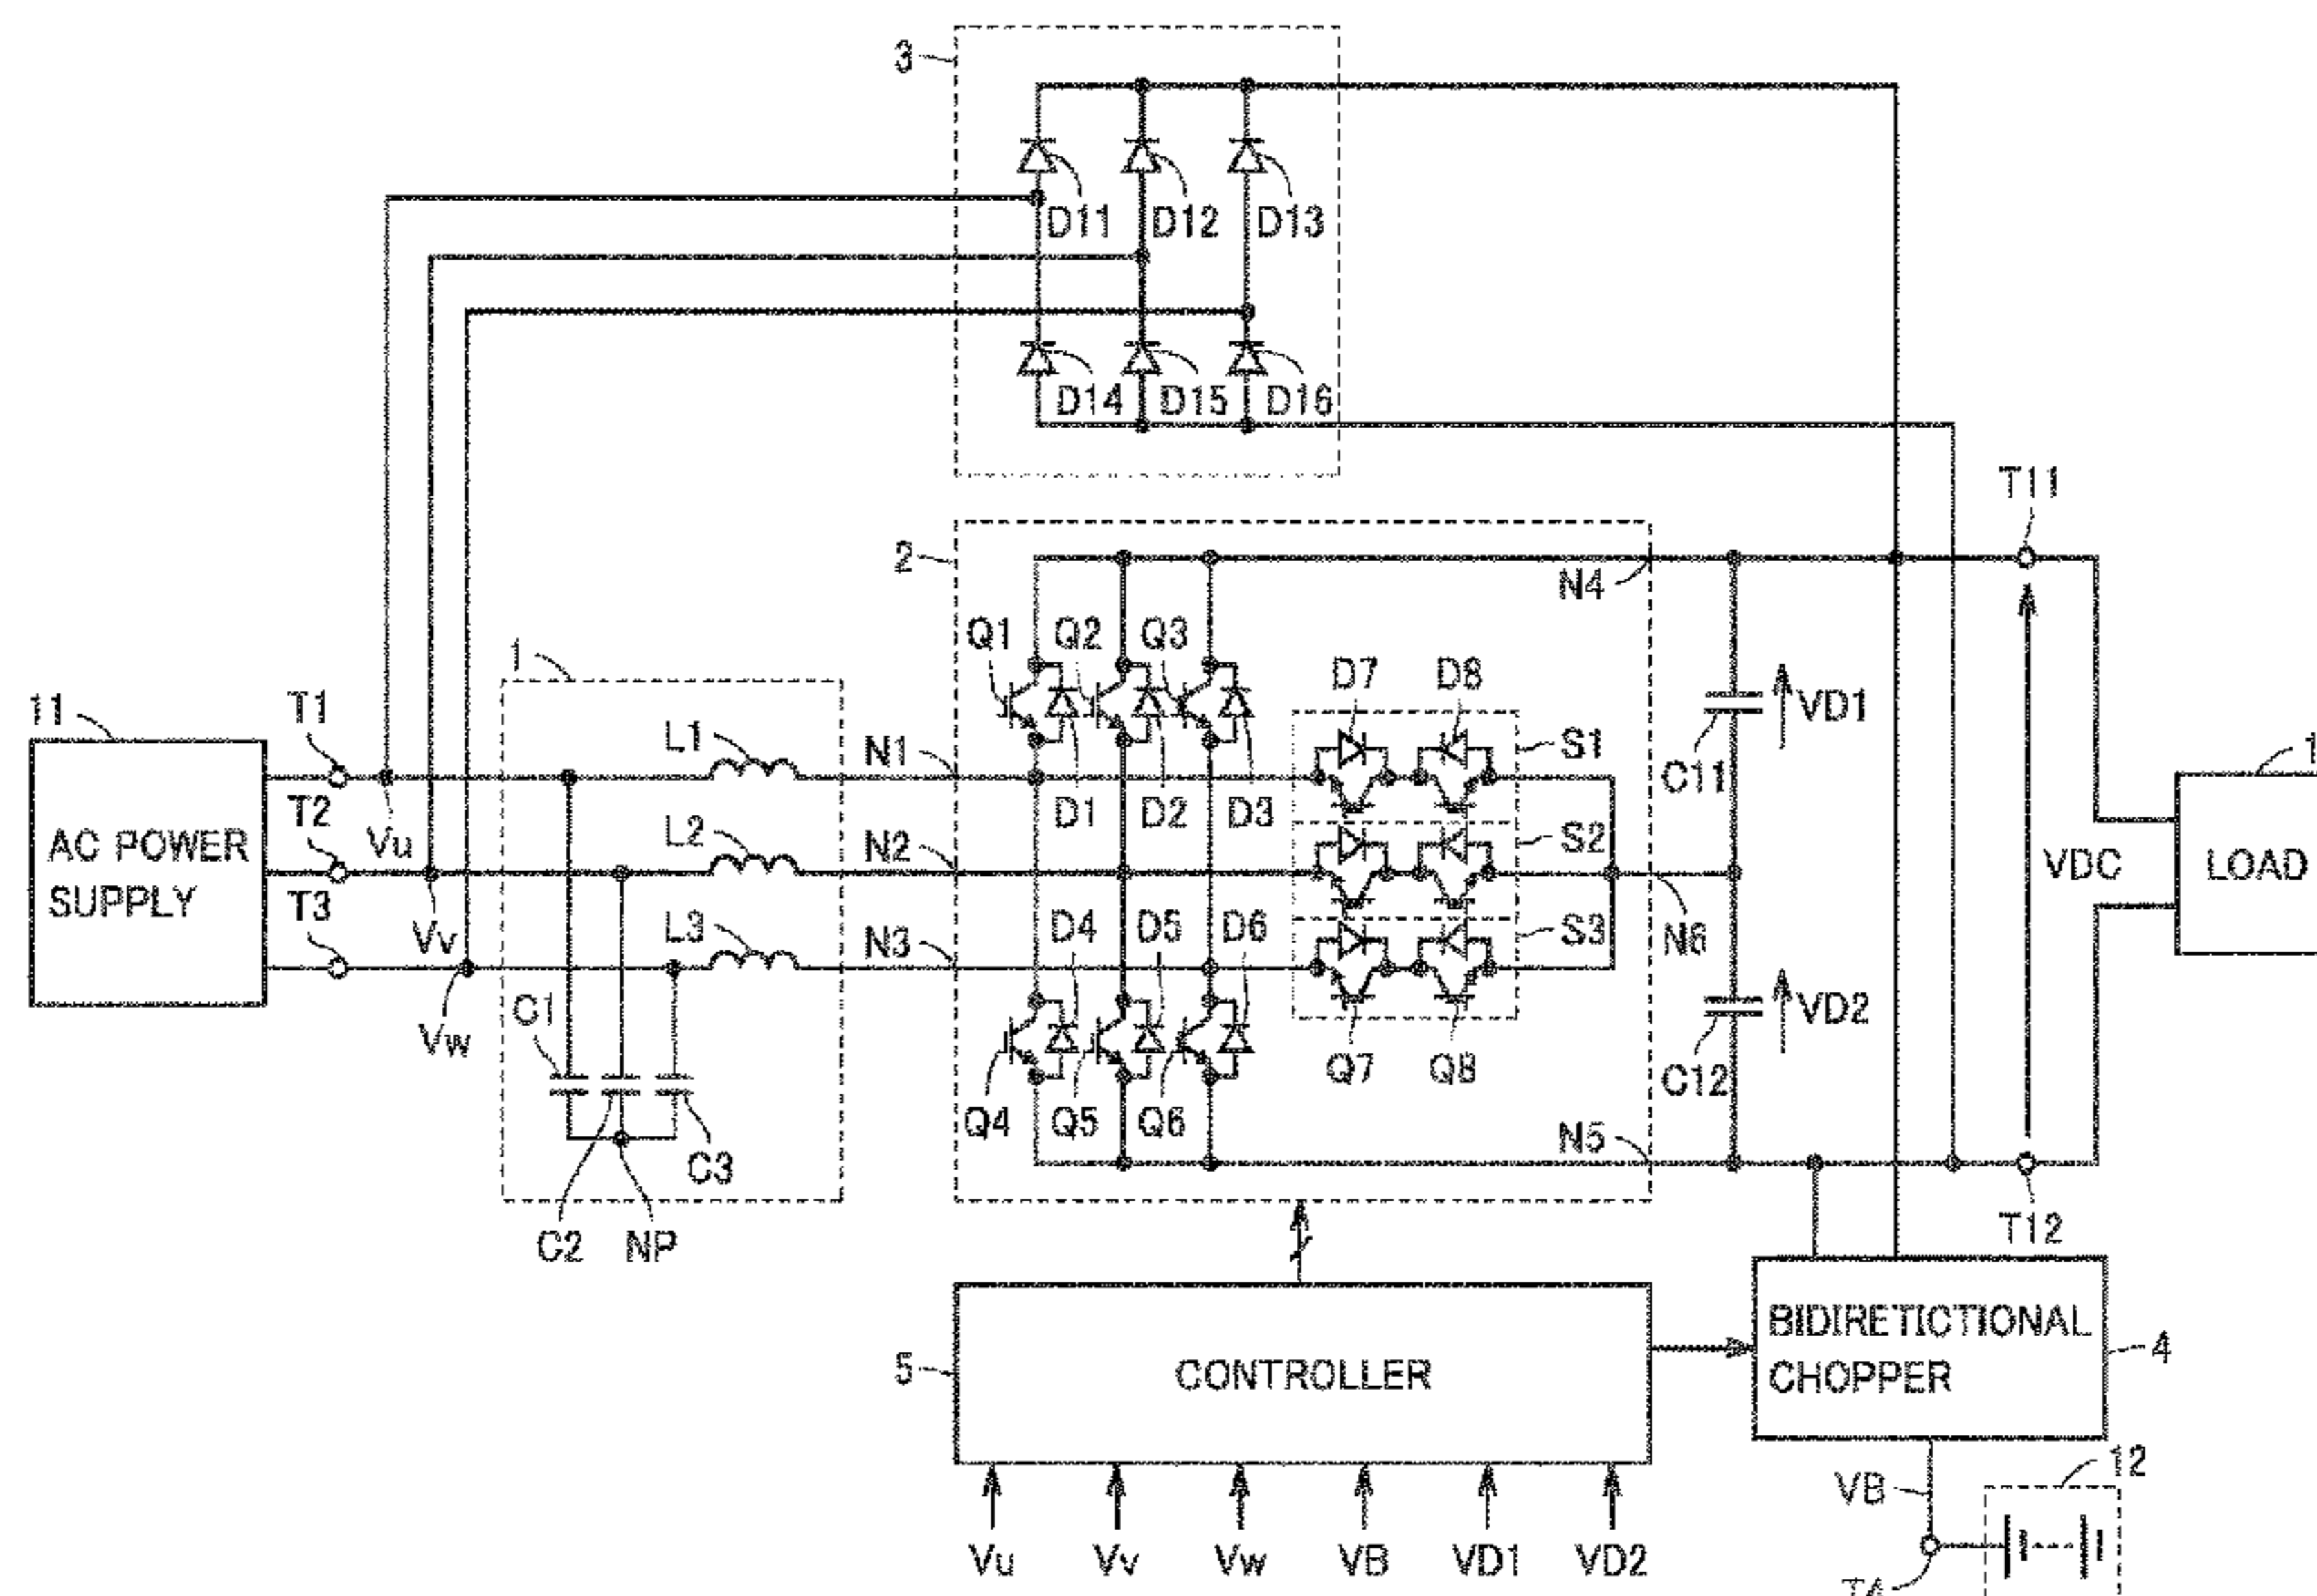 3
D11 D12 D13
D14 D15 D16
T11
2
N4
Q1 Q2 Q3
D7 D8
1
11
T1
L1
N1
S1
VD1
C11
1
D1 D2 D3
T2
Vu
L2
N2
S2
AC POWER
SUPPLY
VDC
LOAD
T3
Vv
L3
N3
D4 D5 D6
S3
N6
C1
Vw
VD2
Q7 Q8
C12
Q4 Q5 Q6
C3
N5
C2 NP
T12
BIDIRETICTIONAL
CHOPPER
4
5
CONTROLLER
12
VB
Vu Vv Vw VB VD1 VD2
T4